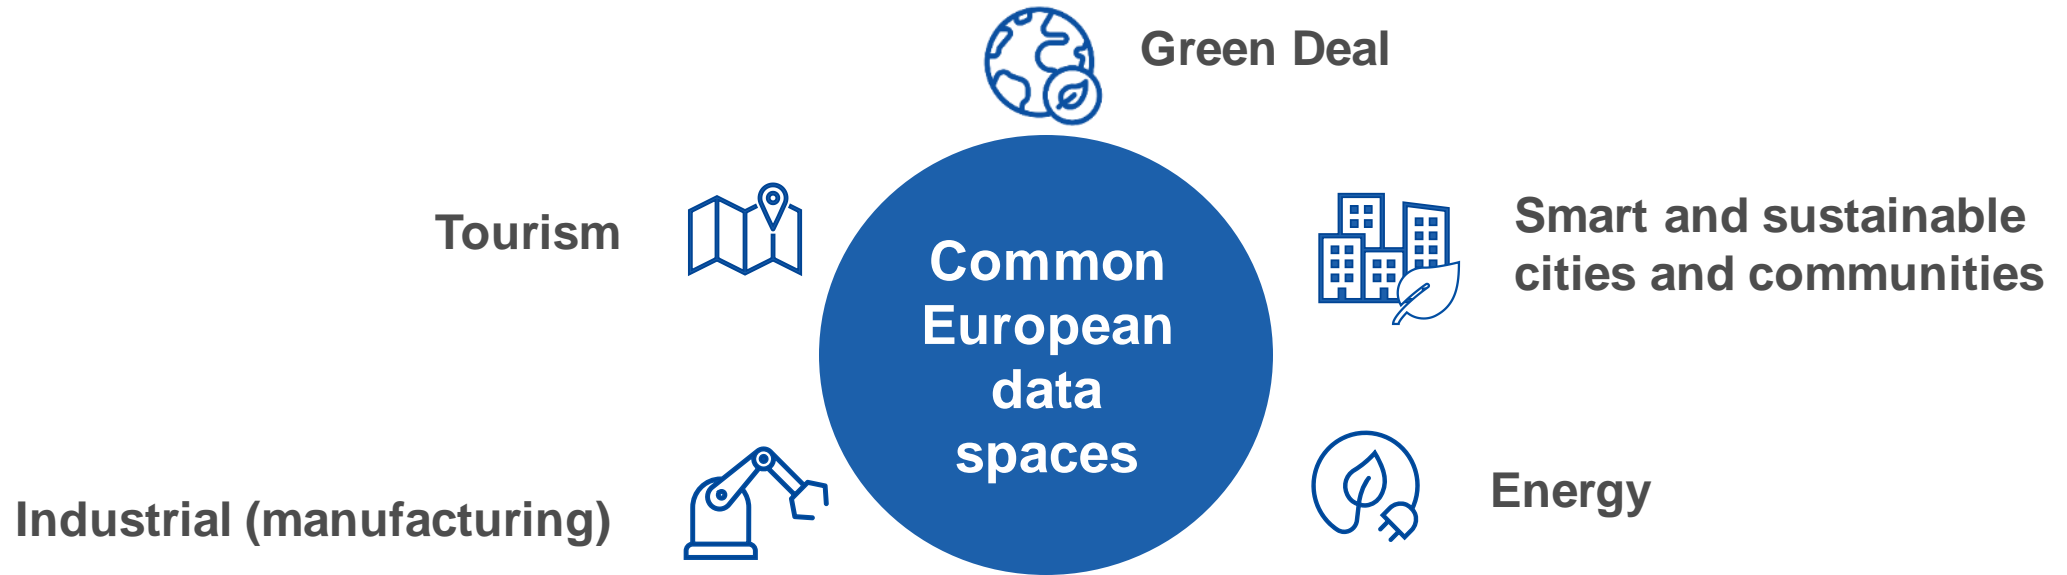 Green Deal
Tourism
Smart and sustainable
cities and communities
Common
European
data
spaces
Industrial (manufacturing)
Energy